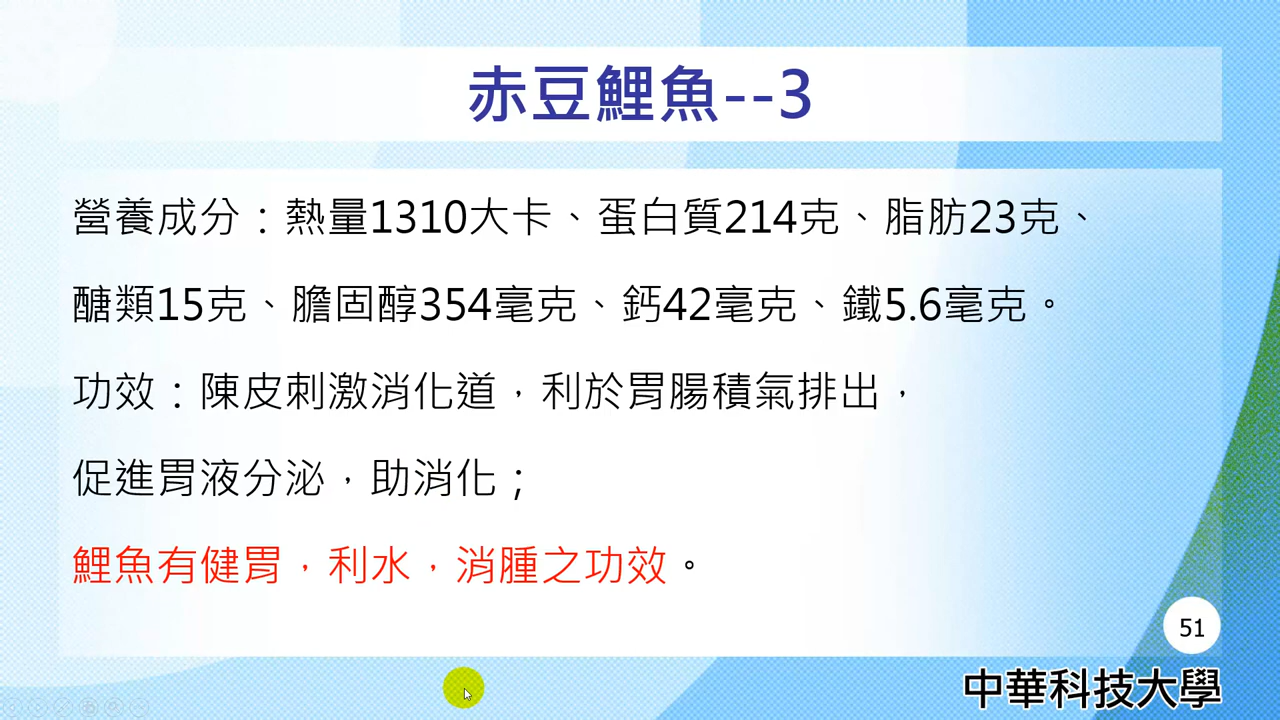 赤豆鯉魚--3
營養成分：熱量1310大卡、蛋白質214克、脂肪23克、
醣類15克、膽固醇354毫克、鈣42毫克、鐵5.6毫克。
功效：陳皮刺激消化道，利於胃腸積氣排出，
促進胃液分泌，助消化；
鯉魚有健胃，利水，消腫之功效。
51
中華科技大學